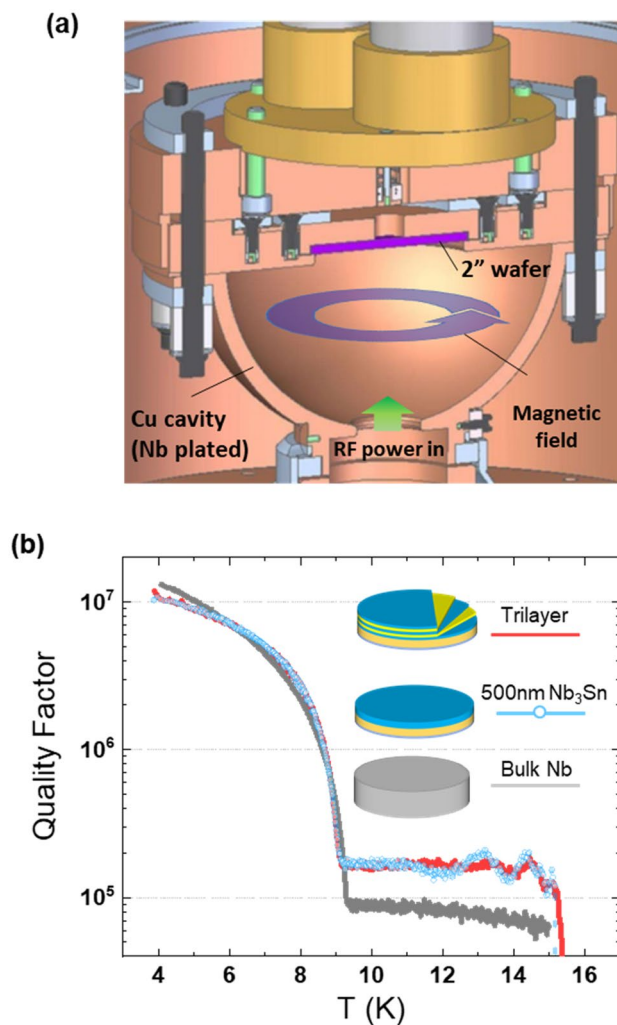 (a)
2” wafer
Cu cavity
(Nb plated)
RF power in
Magnetic
field
(b)
Quality Factor
10⁷
10⁶
10⁵
Trilayer
500nm Nb₃Sn
Bulk Nb
4 6 8 10 12 14 16
T (K)